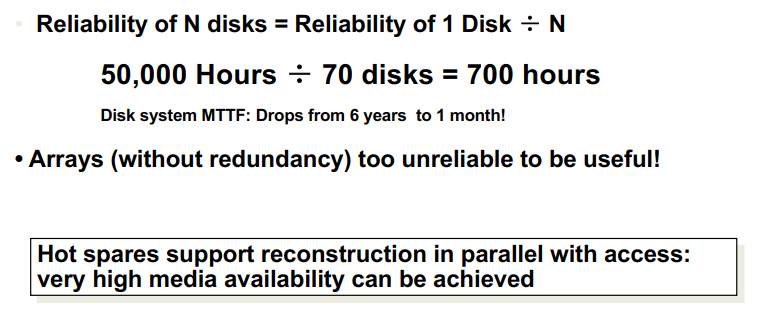 • Reliability of N disks = Reliability of 1 Disk ÷ N
50,000 Hours ÷ 70 disks = 700 hours
Disk system MTTF: Drops from 6 years to 1 month!
• Arrays (without redundancy) too unreliable to be useful!
Hot spares support reconstruction in parallel with access:
very high media availability can be achieved